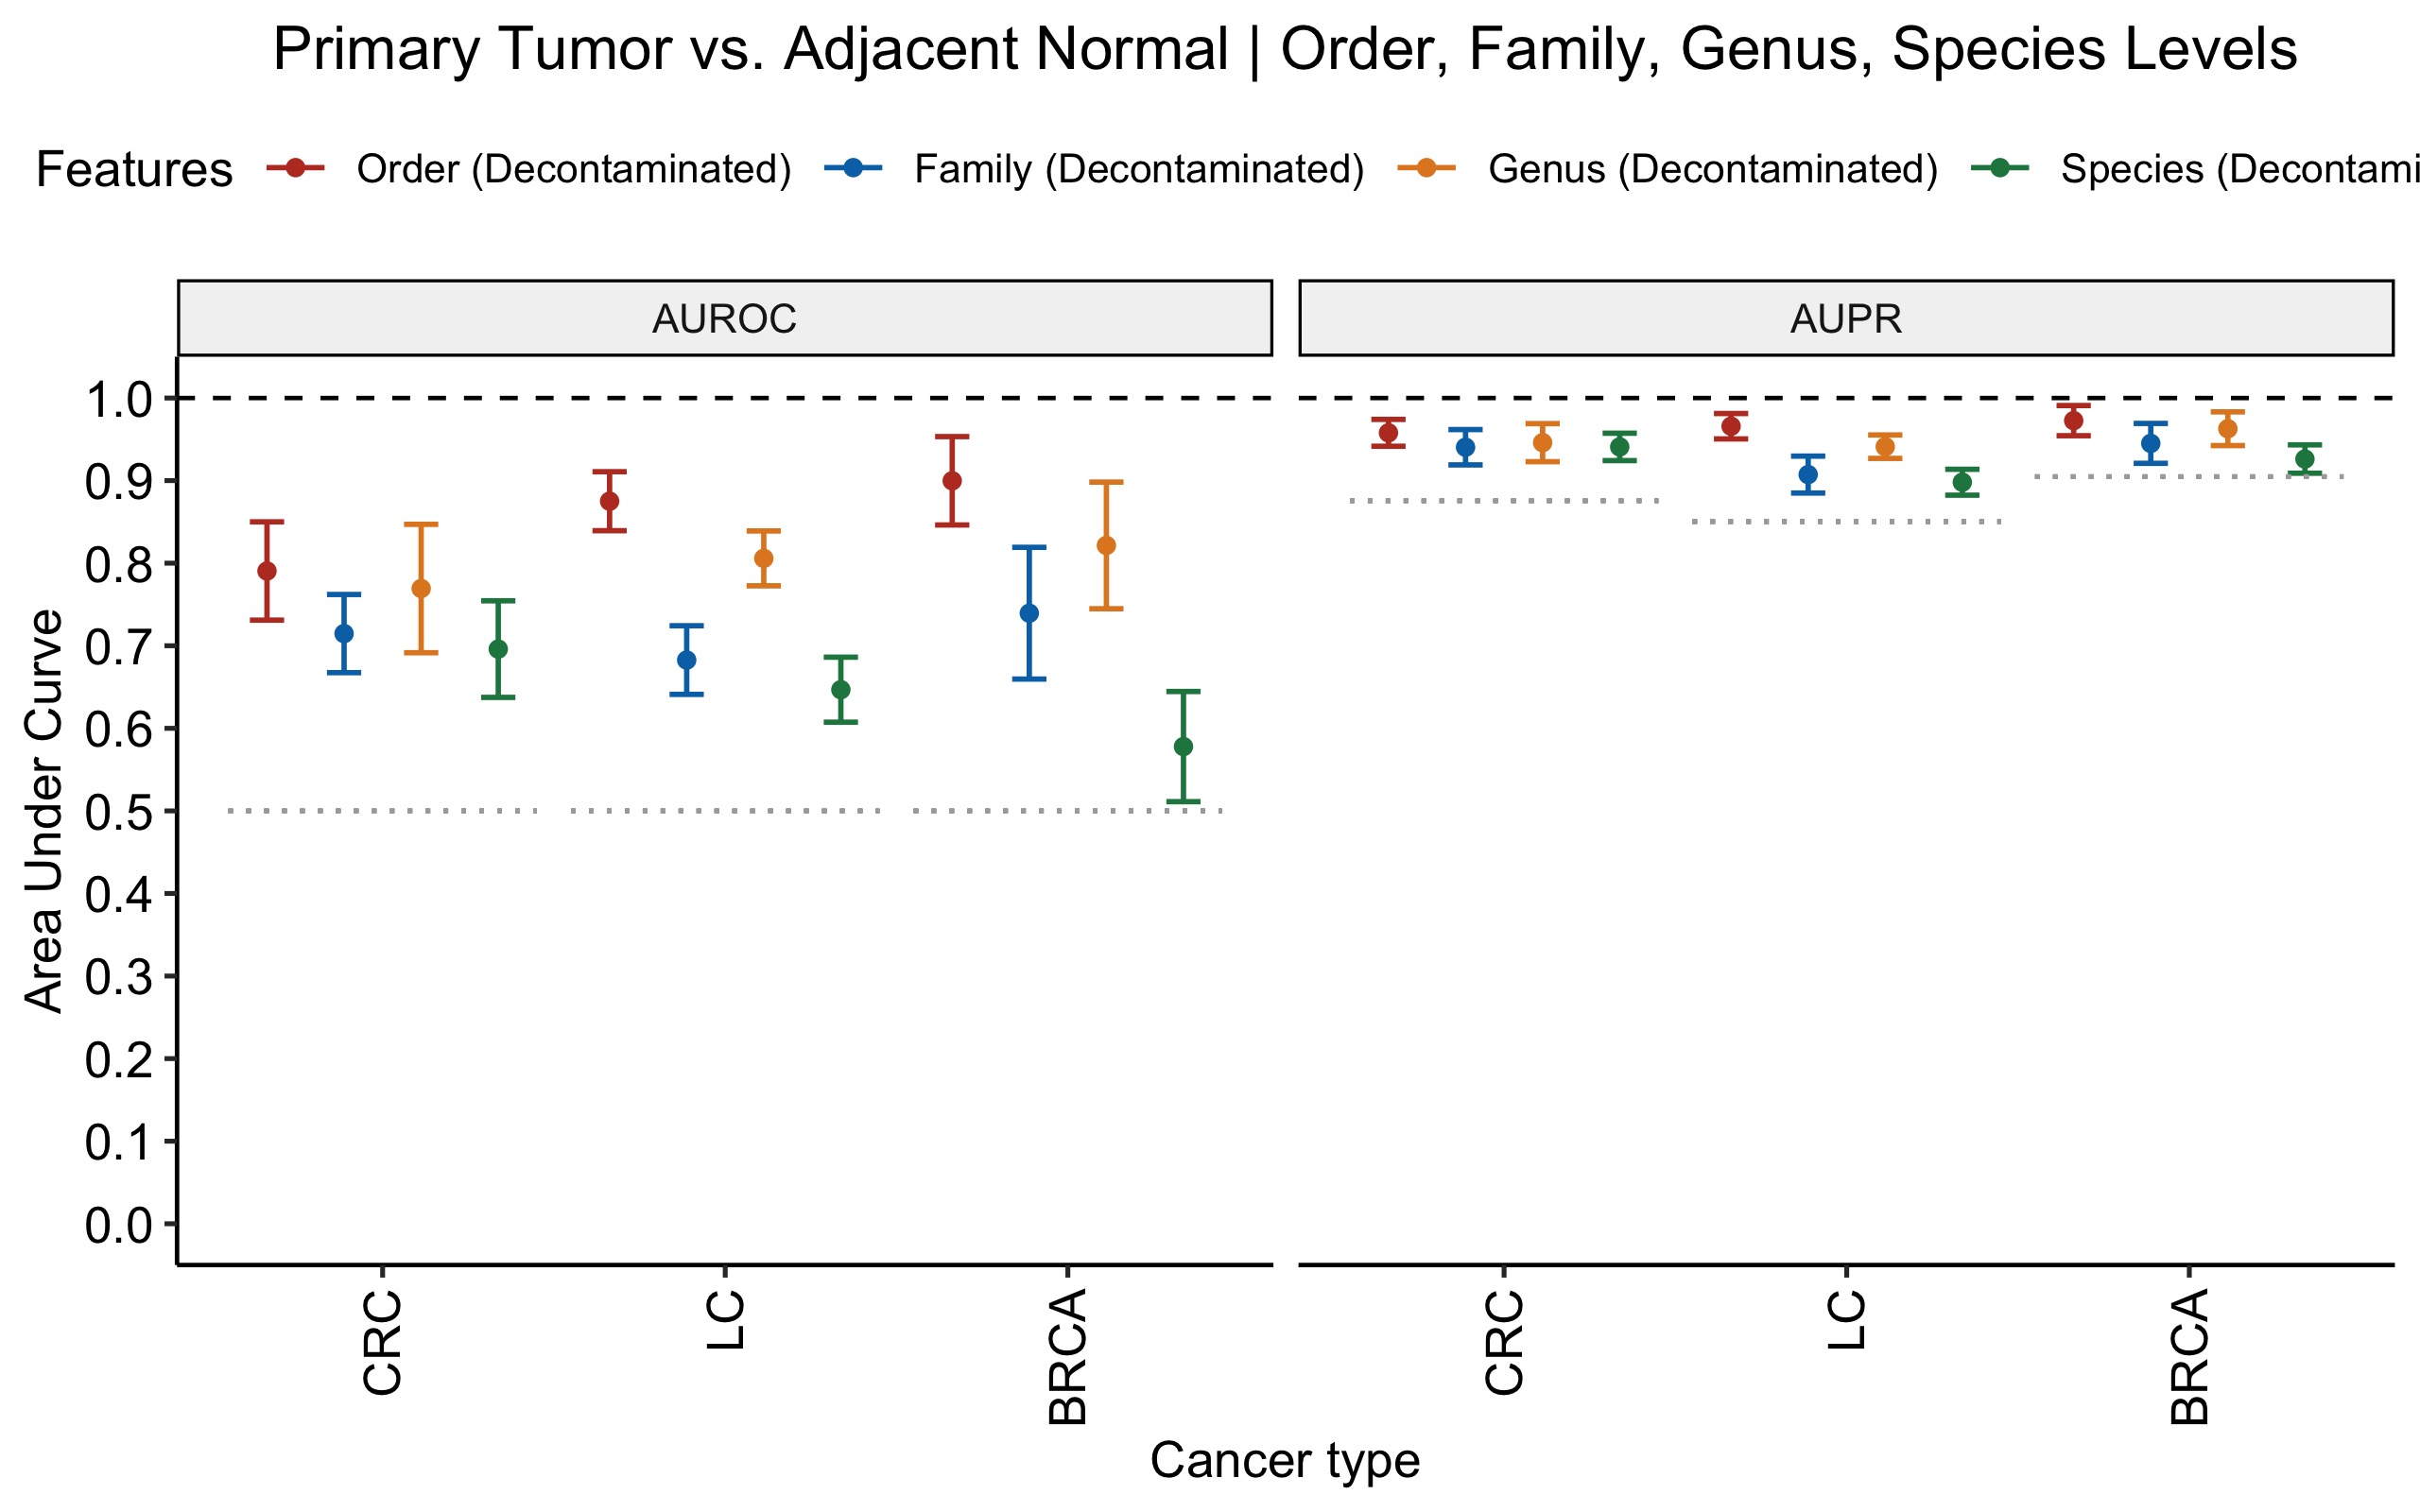 Primary Tumor vs. Adjacent Normal | Order, Family, Genus, Species Levels
Features Order (Decontaminated) Family (Decontaminated) Genus (Decontaminated) Species (Decontami
AUROC AUPR
Area Under Curve
1.0
0.9
0.8
0.7
0.6
0.5
0.4
0.3
0.2
0.1
0.0
CRC LC BRCA CRC LC BRCA
Cancer type